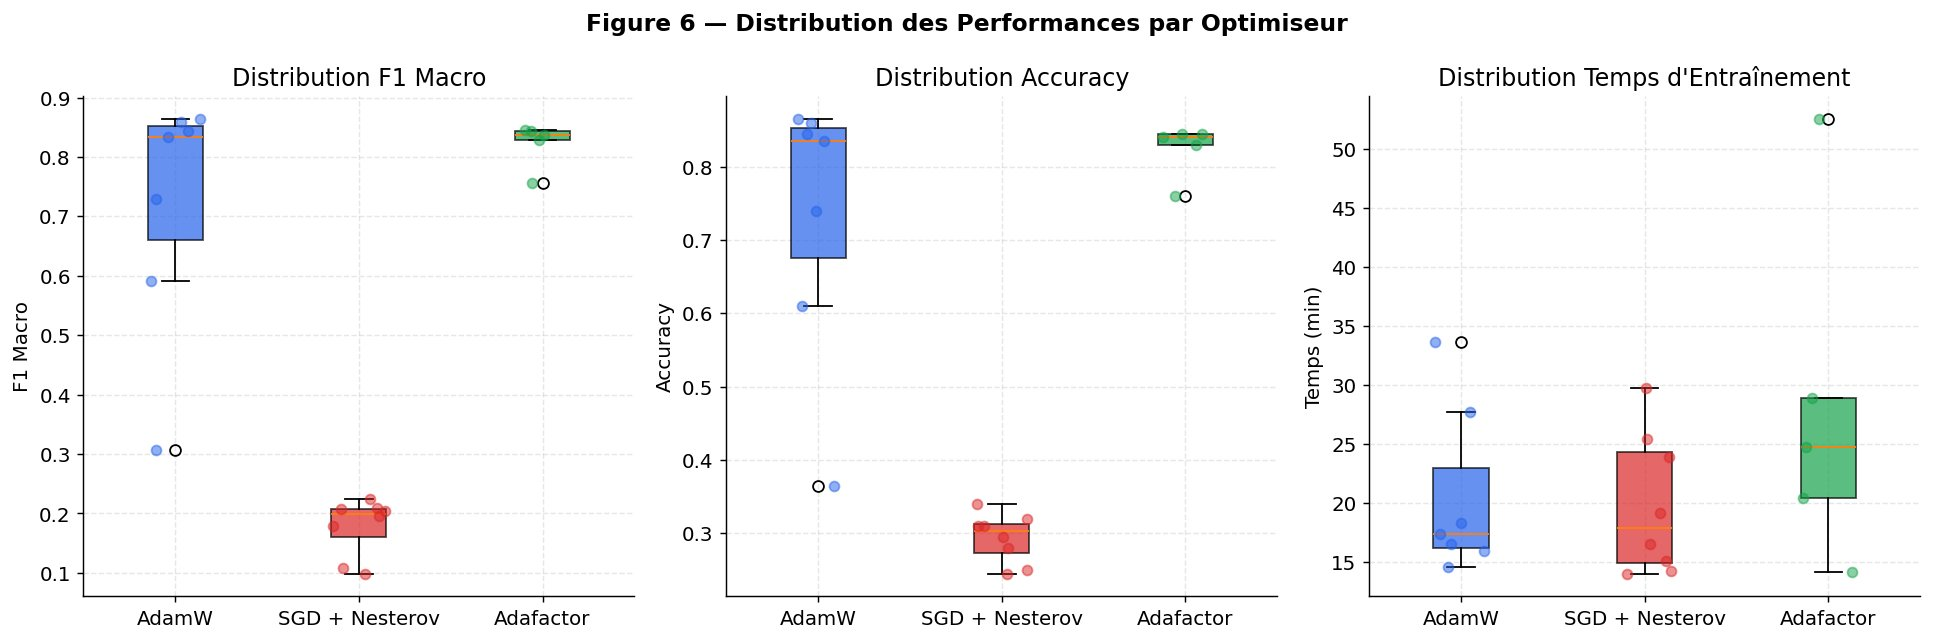 Figure 6 — Distribution des Performances par Optimiseur
Distribution F1 Macro
F1 Macro
0.9
0.8
0.7
0.6
0.5
0.4
0.3
0.2
0.1
AdamW
SGD + Nesterov
Adafactor
Distribution Accuracy
Accuracy
0.8
0.7
0.6
0.5
0.4
0.3
AdamW
SGD + Nesterov
Adafactor
Distribution Temps d'Entraînement
Temps (min)
50
45
40
35
30
25
20
15
AdamW
SGD + Nesterov
Adafactor